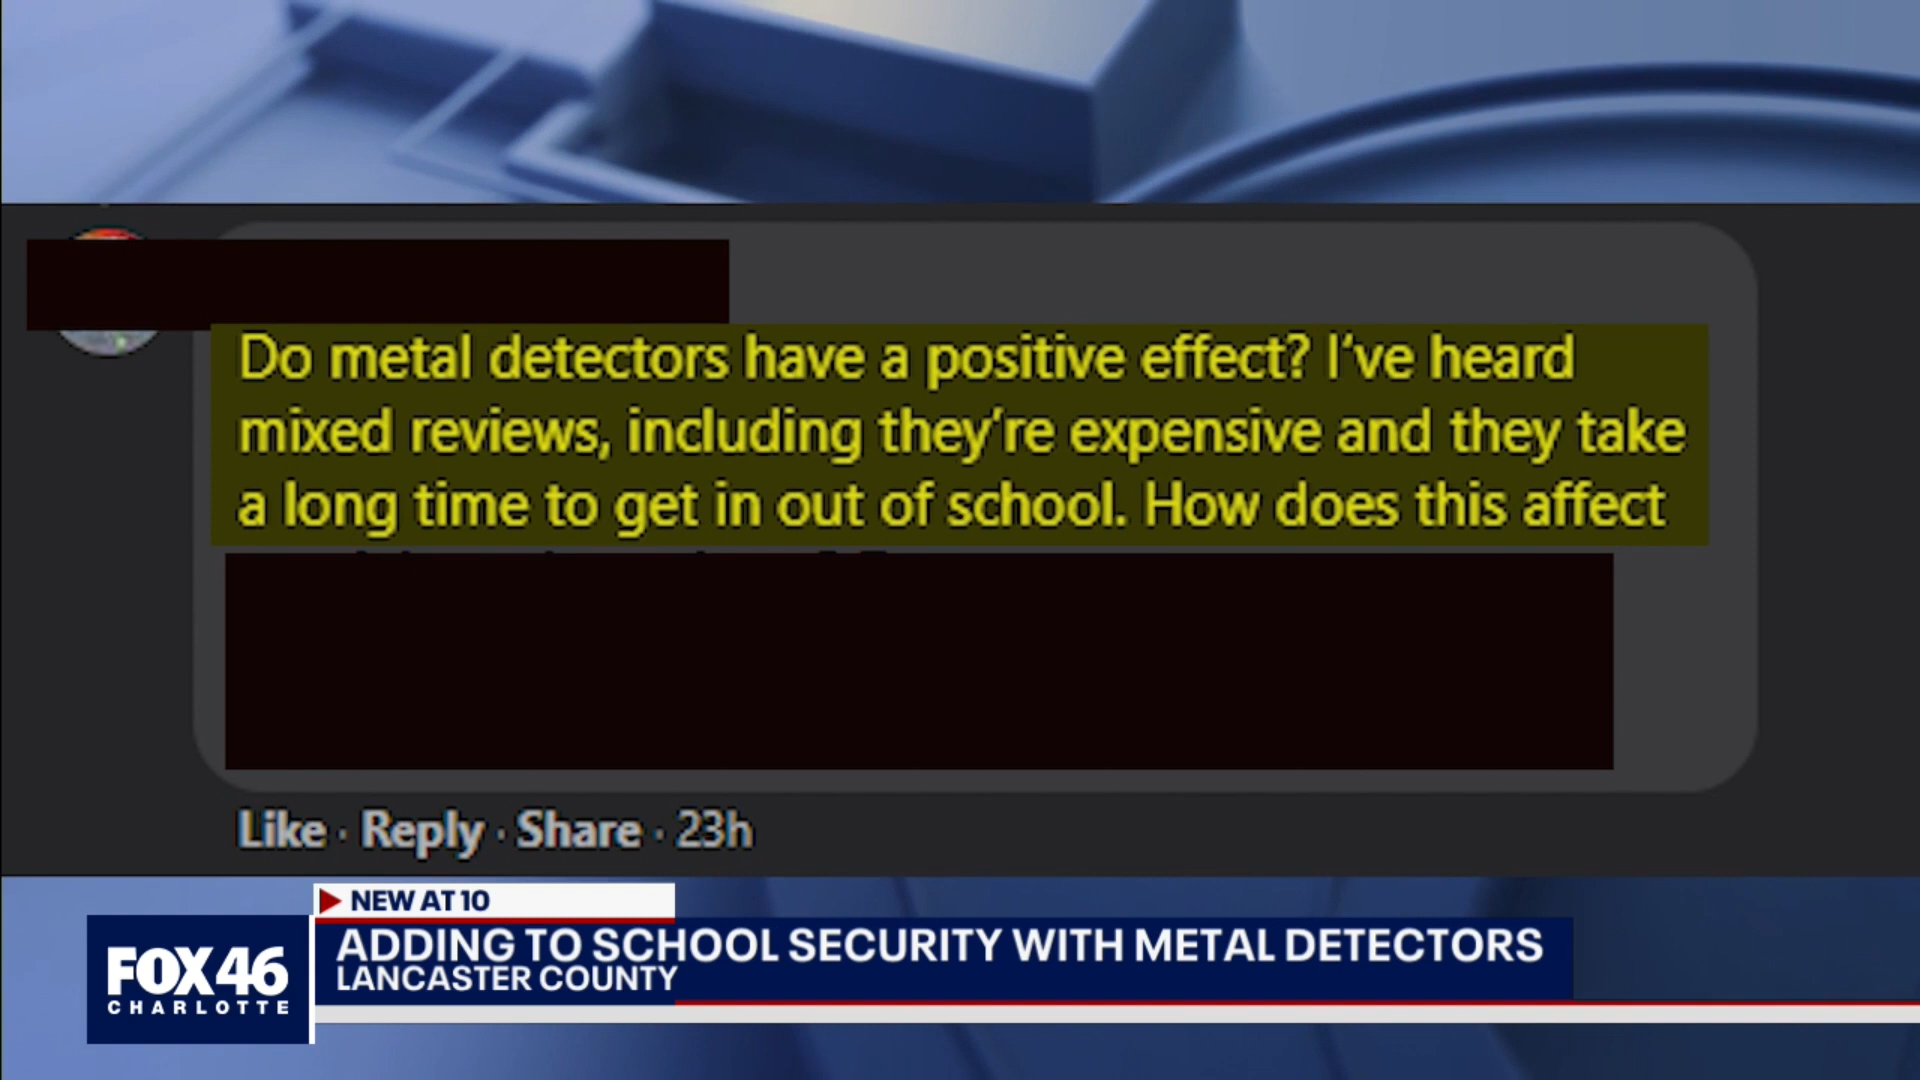 Do metal detectors have a positive effect? I've heard
mixed reviews, including they're expensive and they take
a long time to get in out of school. How does this affect
Like · Reply · Share · 23h
NEW AT 10
ADDING TO SCHOOL SECURITY WITH METAL DETECTORS
LANCASTER COUNTY
FOX 46
CHARLOTTE